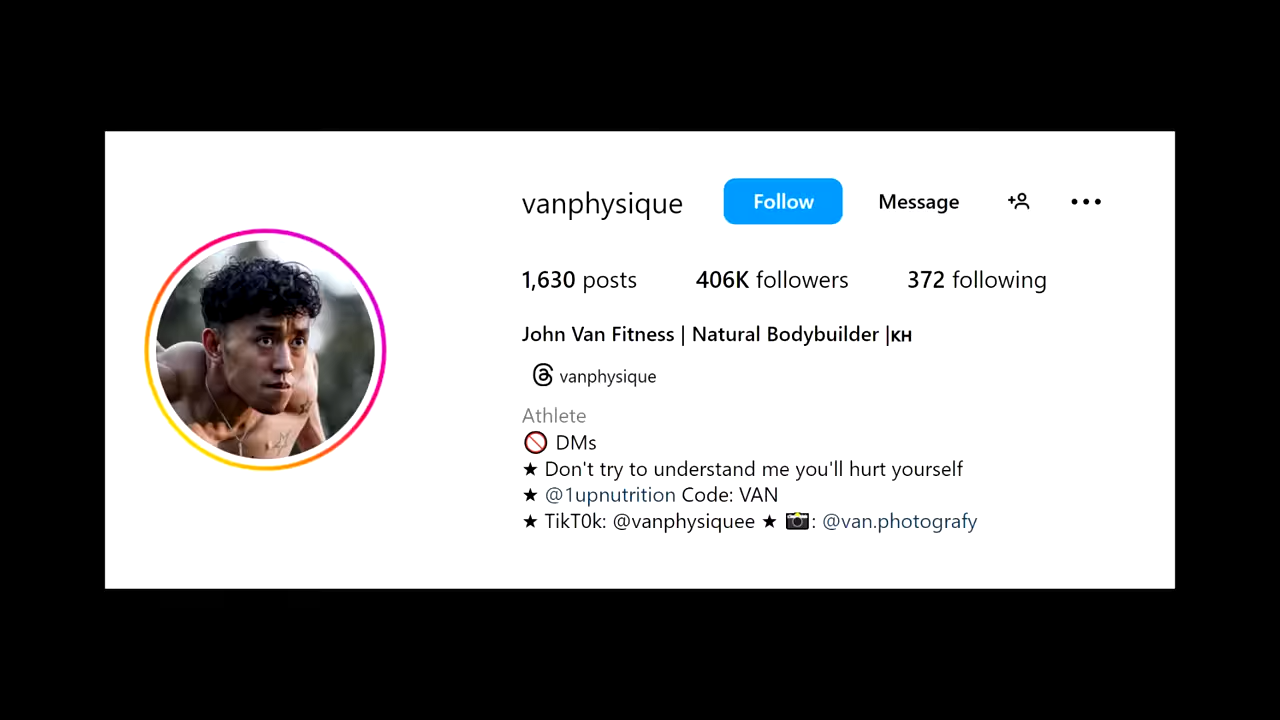 vanphysique Follow Message
1,630 posts 406K followers 372 following
John Van Fitness | Natural Bodybuilder |ᴋʜ
vanphysique
Athlete
🚫 DMs
★ Don't try to understand me you'll hurt yourself
★ @1upnutrition Code: VAN
★ TikT0k: @vanphysiquee ★ 📸: @van.photografy